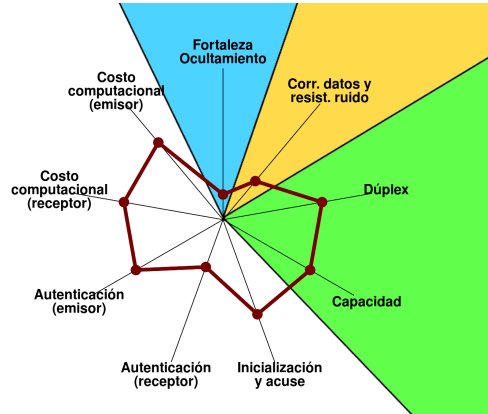 Fortaleza
Ocultamiento
Corr. datos y
resist. ruido
Dúplex
Capacidad
Inicialización
y acuse
Autenticación
(receptor)
Autenticación
(emisor)
Costo
computacional
(receptor)
Costo
computacional
(emisor)